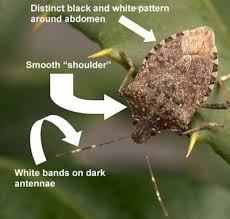 Distinct black and white pattern
around abdomen
Smooth "shoulder"
White bands on dark
antennae